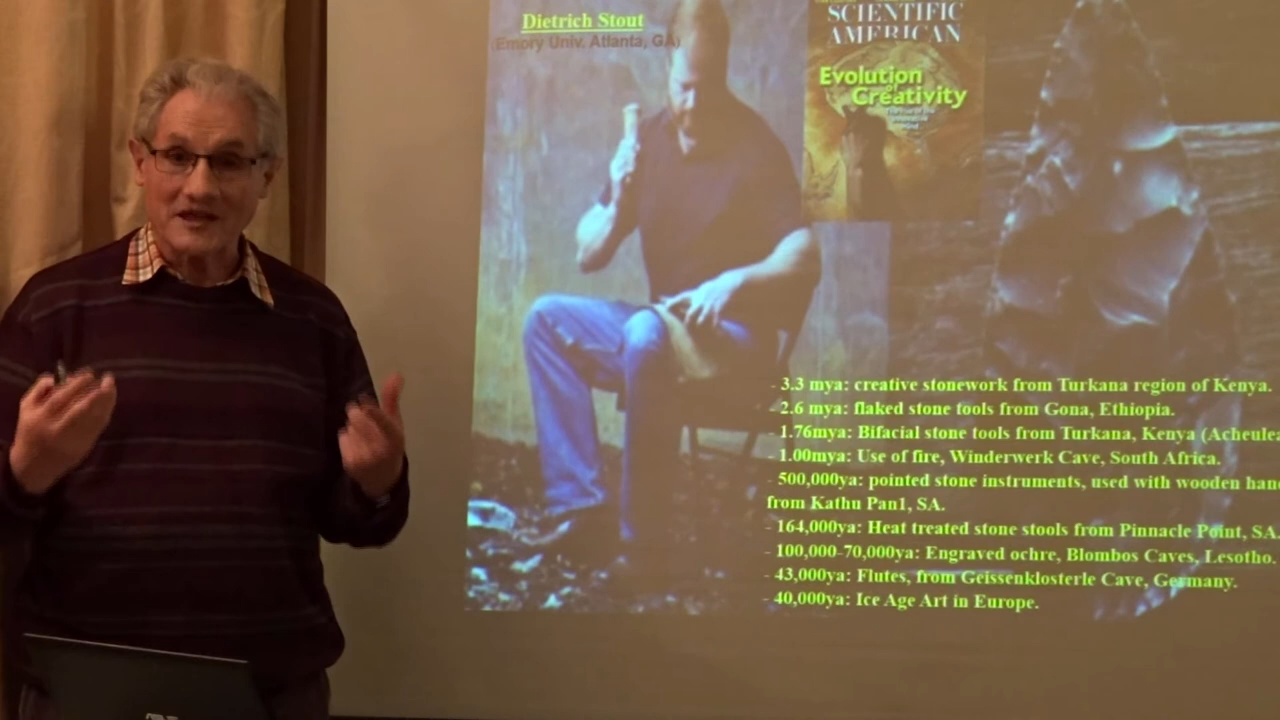 Dietrich Stout
(Emory Univ. Atlanta, GA)
SCIENTIFIC
AMERICAN
Evolution
of
Creativity
- 3.3 mya: creative stonework from Turkana region of Kenya.
- 2.6 mya: flaked stone tools from Gona, Ethiopia.
- 1.76mya: Bifacial stone tools from Turkana, Kenya (Acheulea
- 1.00mya: Use of fire, Winderwerk Cave, South Africa.
- 500,000ya: pointed stone instruments, used with wooden han
from Kathu Pan1, SA.
- 164,000ya: Heat treated stone stools from Pinnacle Point, SA.
- 100,000-70,000ya: Engraved ochre, Blombos Caves, Lesotho.
- 43,000ya: Flutes, from Geissenklosterle Cave, Germany.
- 40,000ya: Ice Age Art in Europe.